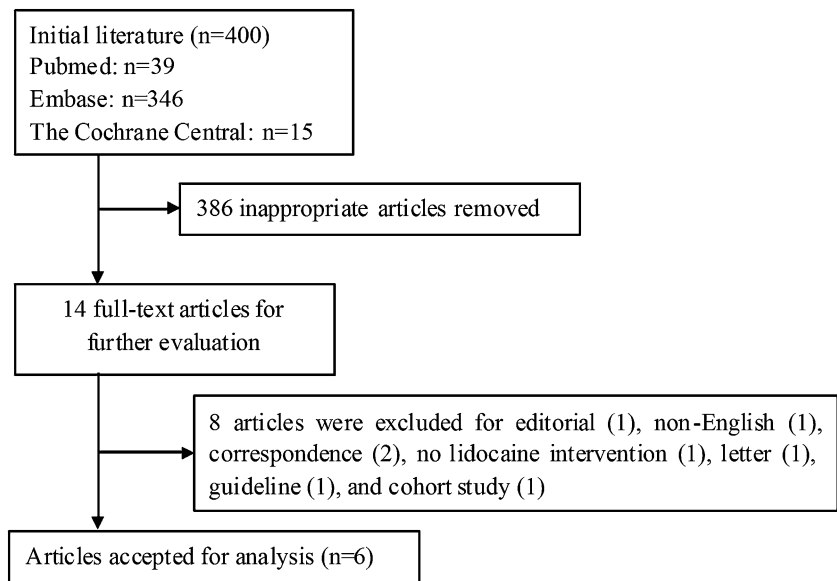 Initial literature (n=400)
Pubmed: n=39
Embase: n=346
The Cochrane Central: n=15
386 inappropriate articles removed
14 full-text articles for
further evaluation
8 articles were excluded for editorial (1), non-English (1),
correspondence (2), no lidocaine intervention (1), letter (1),
guideline (1), and cohort study (1)
Articles accepted for analysis (n=6)